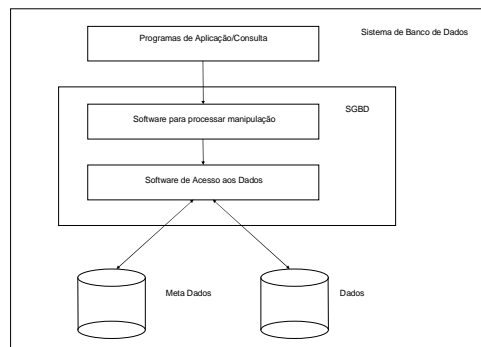 Programas de Aplicação/Consulta
Sistema de Banco de Dados
SGBD
Software para processar manipulação
Software de Acesso aos Dados
Meta Dados
Dados